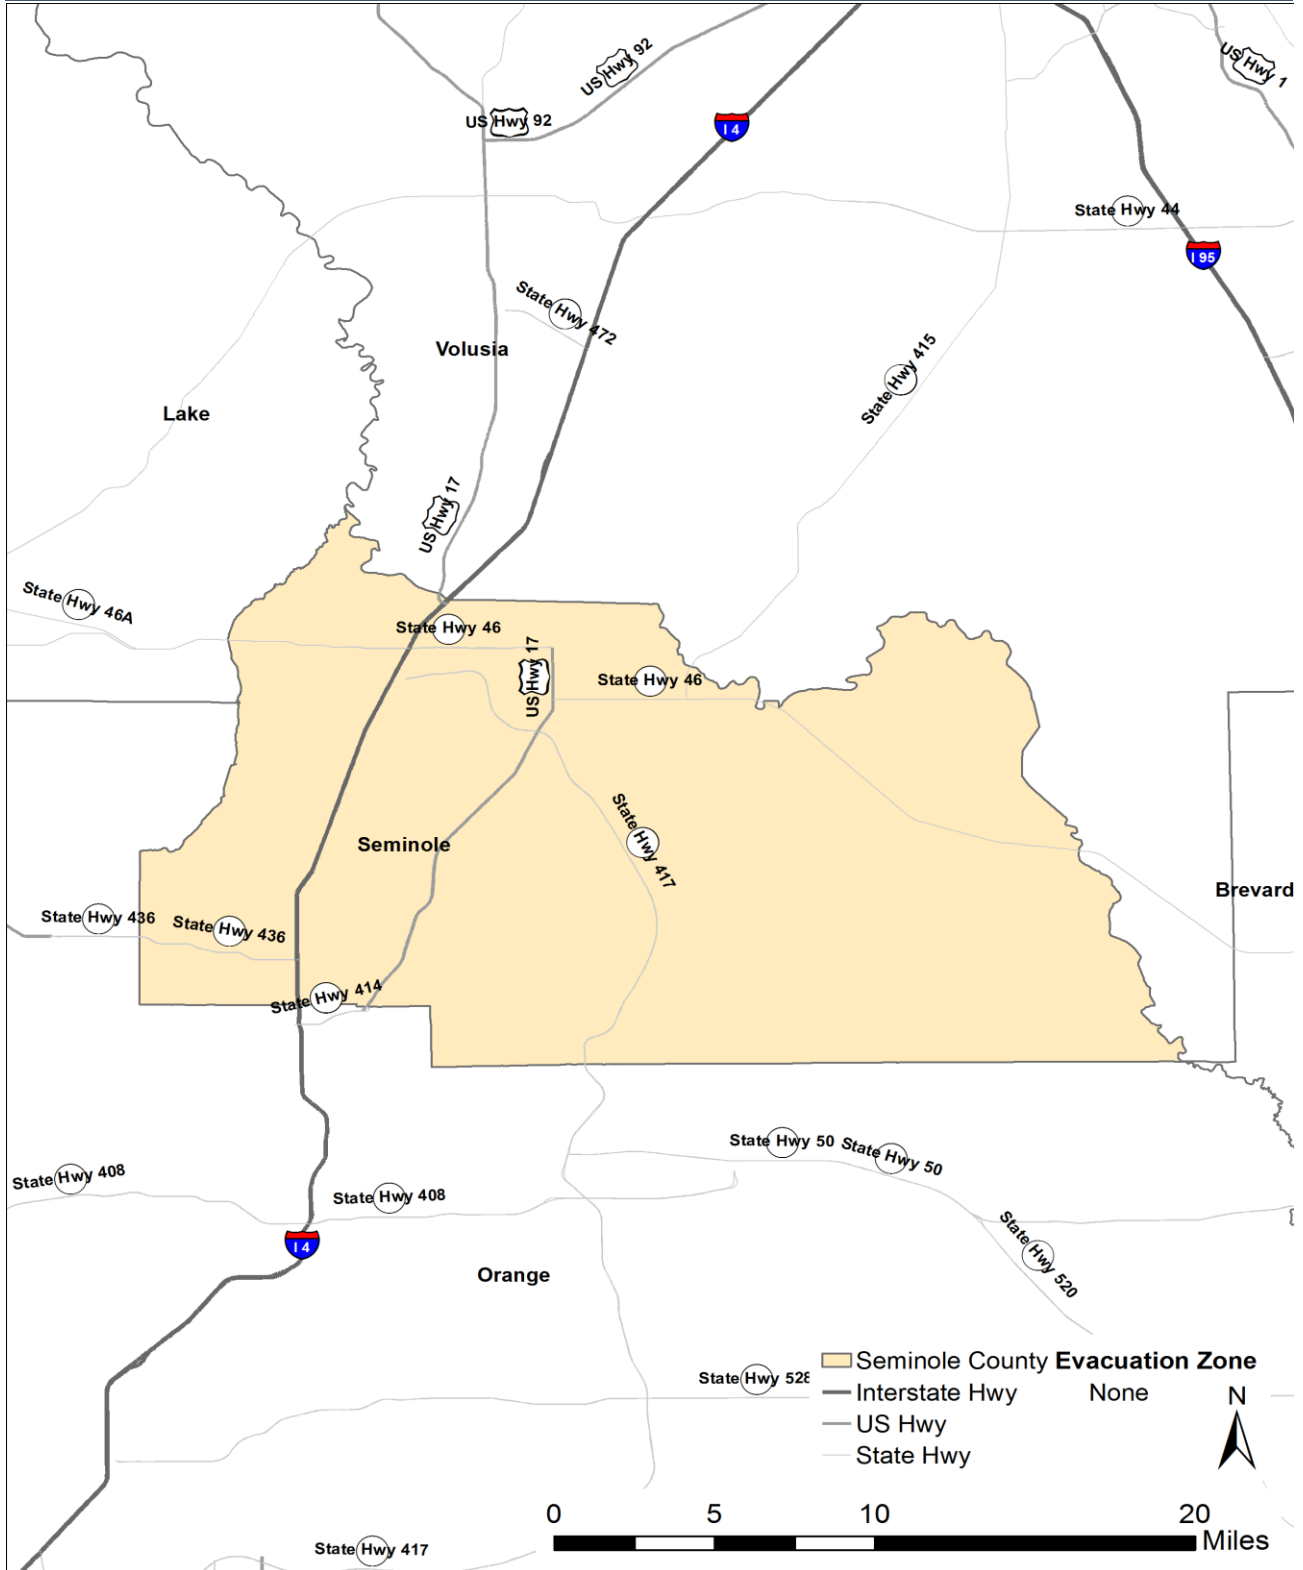 US Hwy 92
US Hwy 1
US Hwy 92
I 4
State Hwy 44
I 95
State Hwy 472
Volusia
State Hwy 415
Lake
US Hwy 17
State Hwy 46A
State Hwy 46
US Hwy 17
State Hwy 46
State Hwy 417
Seminole
Brevard
State Hwy 436
State Hwy 436
State Hwy 414
State Hwy 50
State Hwy 50
State Hwy 408
State Hwy 408
I 4
State Hwy 520
Orange
Seminole County Evacuation Zone
Interstate Hwy None
N
State Hwy 528
US Hwy
State Hwy
0 5 10 20
Miles
State Hwy 417